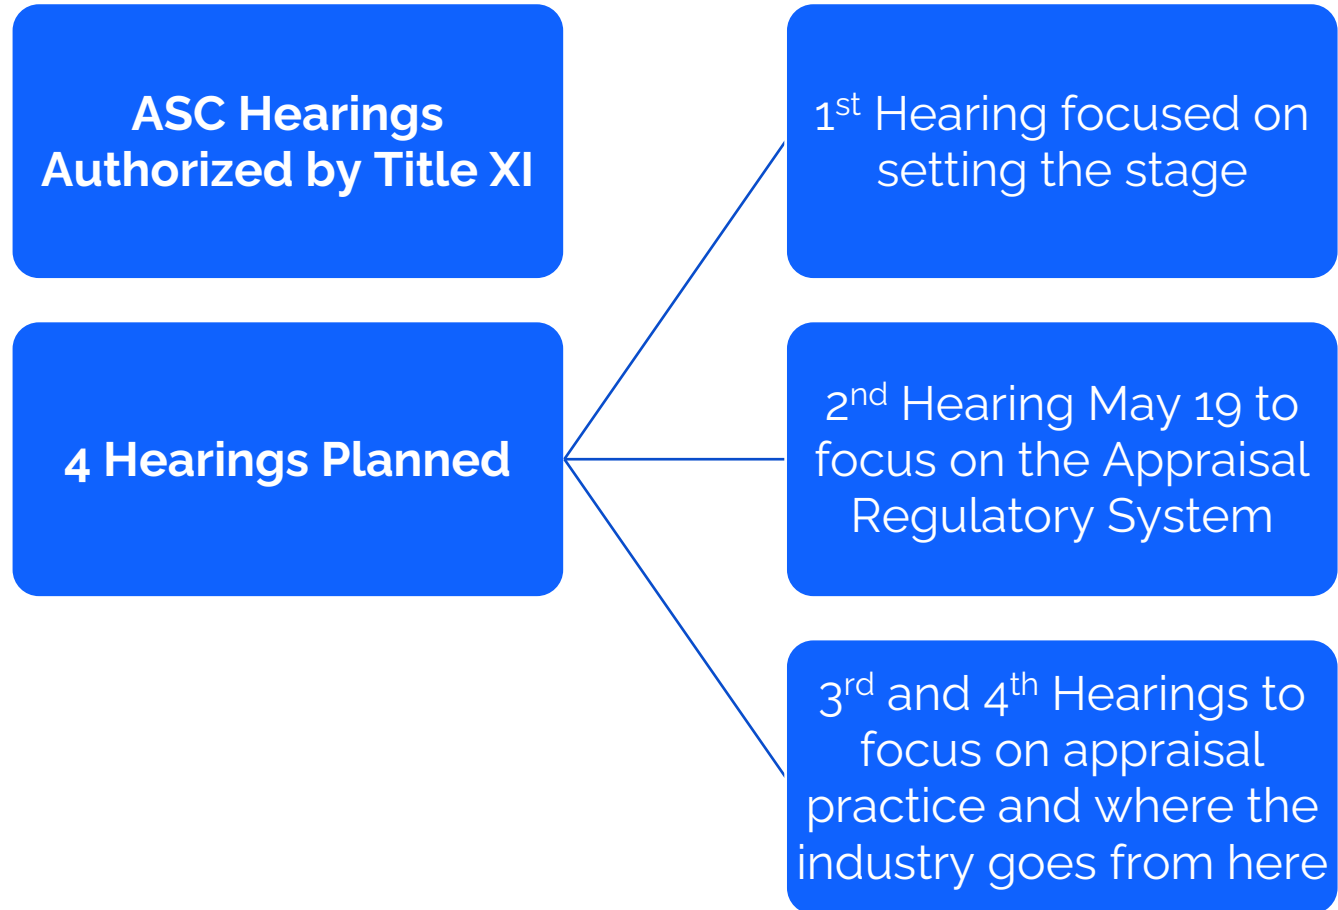 ASC Hearings
Authorized by Title XI
4 Hearings Planned
1st Hearing focused on
setting the stage
2nd Hearing May 19 to
focus on the Appraisal
Regulatory System
3rd and 4th Hearings to
focus on appraisal
practice and where the
industry goes from here